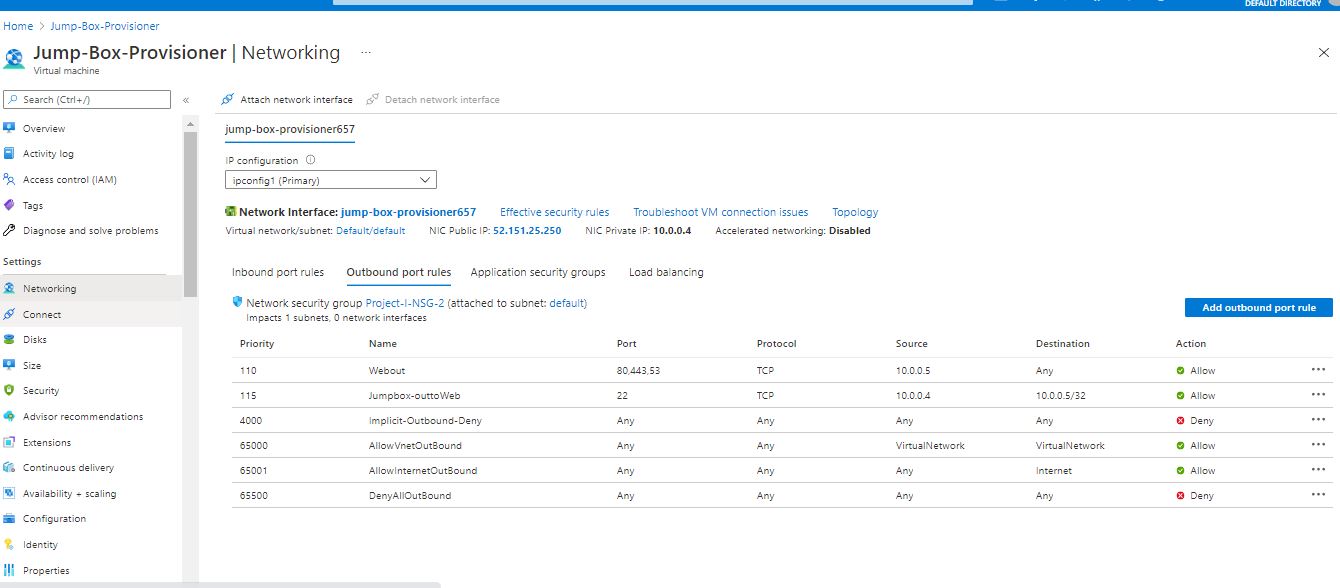 DEFAULT DIRECTORY
Home > Jump-Box-Provisioner
Jump-Box-Provisioner | Networking ...
Virtual machine
Search (Ctrl+/)
«
Overview
Activity log
Access control (IAM)
Tags
Diagnose and solve problems
Settings
Networking
Connect
Disks
Size
Security
Advisor recommendations
Extensions
Continuous delivery
Availability + scaling
Configuration
Identity
Properties
Attach network interface Detach network interface
jump-box-provisioner657
IP configuration
ipconfig1 (Primary)
Network Interface: jump-box-provisioner657 Effective security rules Troubleshoot VM connection issues Topology
Virtual network/subnet: Default/default NIC Public IP: 52.151.25.250 NIC Private IP: 10.0.0.4 Accelerated networking: Disabled
Inbound port rules Outbound port rules Application security groups Load balancing
Network security group Project-I-NSG-2 (attached to subnet: default)
Impacts 1 subnets, 0 network interfaces
Add outbound port rule
Priority Name Port Protocol Source Destination Action
110 Webout 80,443,53 TCP 10.0.0.5 Any Allow ...
115 Jumpbox-outtoWeb 22 TCP 10.0.0.4 10.0.0.5/32 Allow ...
4000 Implicit-Outbound-Deny Any Any Any Any Deny ...
65000 AllowVnetOutBound Any Any VirtualNetwork VirtualNetwork Allow ...
65001 AllowInternetOutBound Any Any Any Internet Allow ...
65500 DenyAllOutBound Any Any Any Any Deny ...